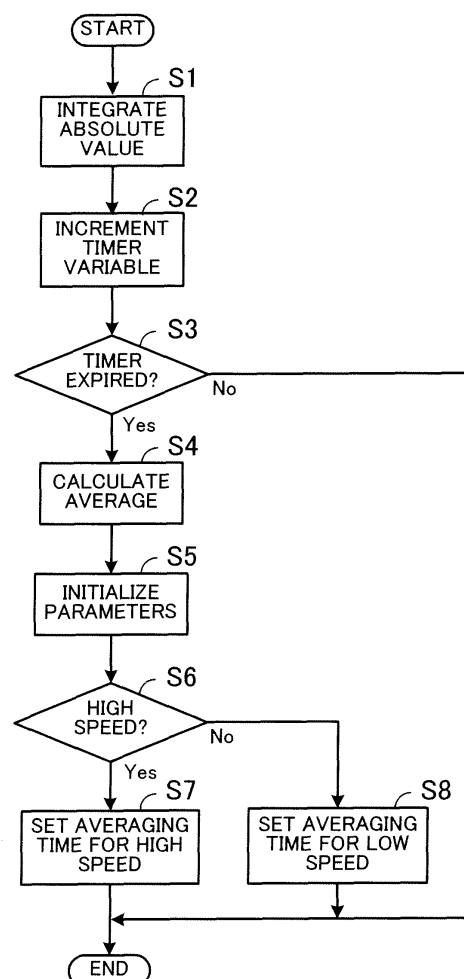 START
S1
INTEGRATE
ABSOLUTE
VALUE
S2
INCREMENT
TIMER
VARIABLE
S3
TIMER
EXPIRED?
No
Yes
S4
CALCULATE
AVERAGE
S5
INITIALIZE
PARAMETERS
S6
HIGH
SPEED?
No
Yes
S7
SET AVERAGING
TIME FOR HIGH
SPEED
S8
SET AVERAGING
TIME FOR LOW
SPEED
END